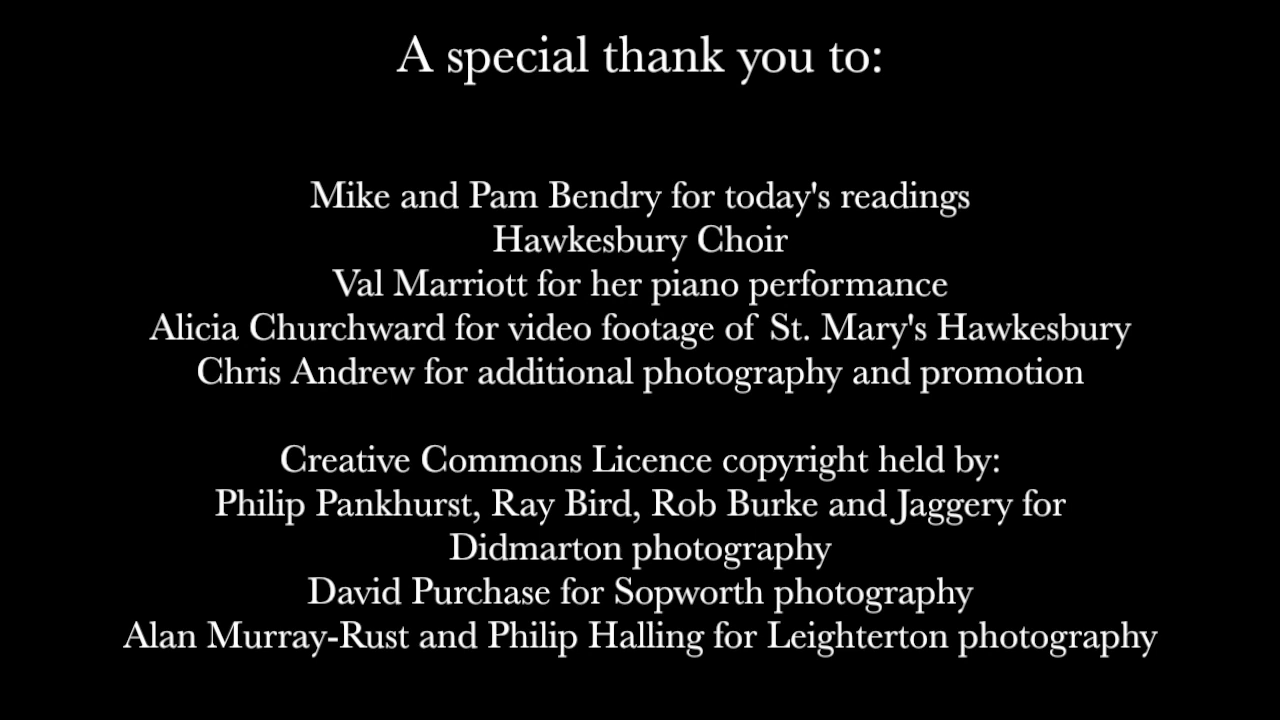 A special thank you to:
Mike and Pam Bendry for today's readings
Hawkesbury Choir
Val Marriott for her piano performance
Alicia Churchward for video footage of St. Mary's Hawkesbury
Chris Andrew for additional photography and promotion
Creative Commons Licence copyright held by:
Philip Pankhurst, Ray Bird, Rob Burke and Jaggery for
Didmarton photography
David Purchase for Sopworth photography
Alan Murray-Rust and Philip Halling for Leighterton photography